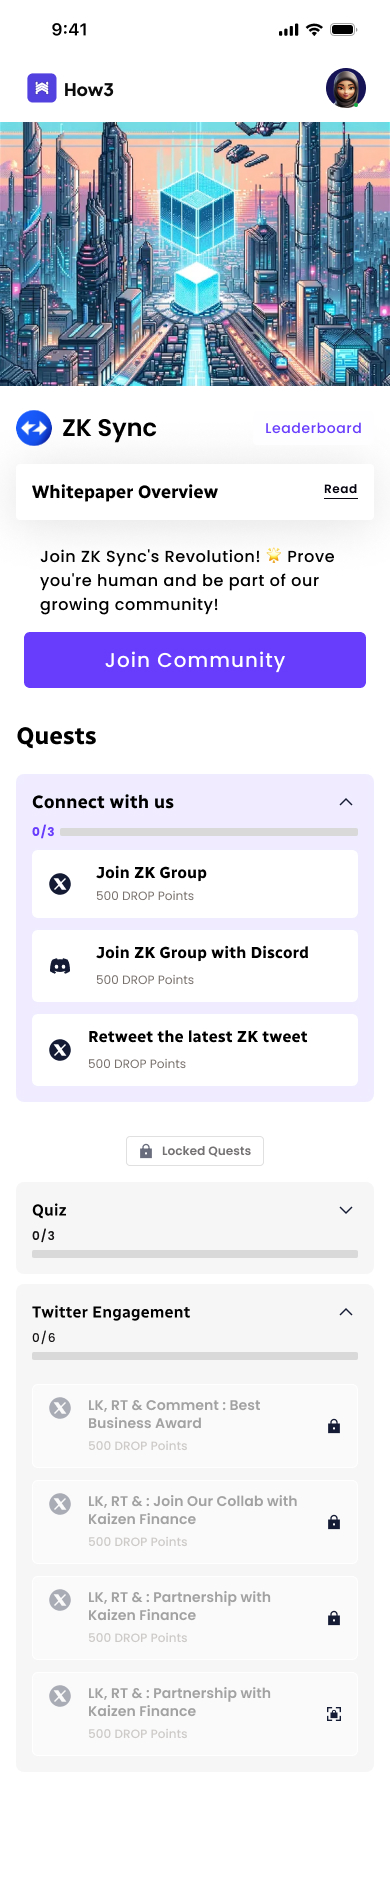 9:41
How3
ZK Sync
Leaderboard
Whitepaper Overview
Read
Join ZK Sync's Revolution! 🌟 Prove
you're human and be part of our
growing community!
Join Community
Quests
Connect with us
0/3
Join ZK Group
500 DROP Points
Join ZK Group with Discord
500 DROP Points
Retweet the latest ZK tweet
500 DROP Points
Locked Quests
Quiz
0/3
Twitter Engagement
0/6
LK, RT & Comment : Best
Business Award
500 DROP Points
LK, RT & : Join Our Collab with
Kaizen Finance
500 DROP Points
LK, RT & : Partnership with
Kaizen Finance
500 DROP Points
LK, RT & : Partnership with
Kaizen Finance
500 DROP Points